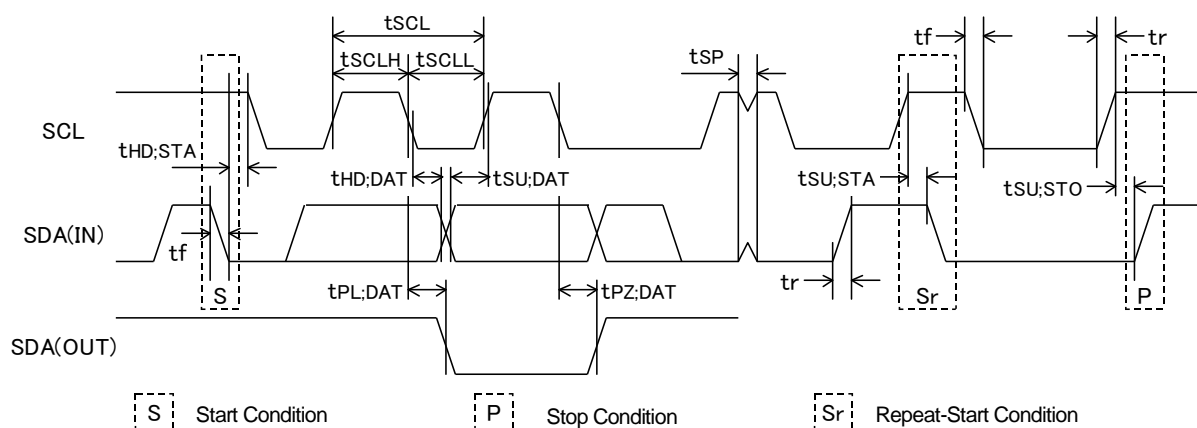 tSCL
tf
tr
tSCLH
tSCLL
tSP
SCL
tHD;STA
tHD;DAT
tSU;DAT
tSU;STA
tSU;STO
SDA(IN)
tf
S
tPL;DAT
tPZ;DAT
tr
Sr
P
SDA(OUT)
S Start Condition
P Stop Condition
Sr Repeat-Start Condition